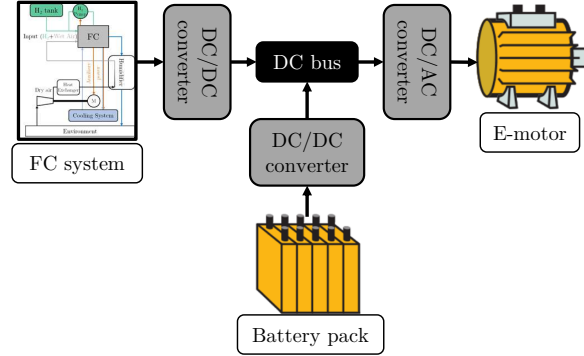 H₂ tank
FC
Input (H₂+Wet Air)
Humidifier
Dry air
Heat
Exchanger
M
Cooling System
Environment
FC system
DC/DC
converter
DC bus
DC/AC
converter
E-motor
DC/DC
converter
Battery pack